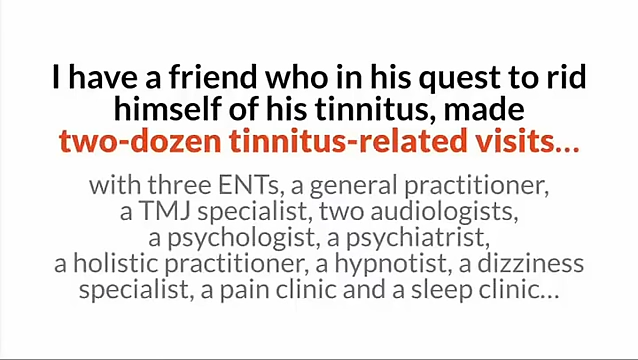 I have a friend who in his quest to rid
himself of his tinnitus, made
two-dozen tinnitus-related visits...
with three ENTs, a general practitioner,
a TMJ specialist, two audiologists,
a psychologist, a psychiatrist,
a holistic practitioner, a hypnotist, a dizziness
specialist, a pain clinic and a sleep clinic...